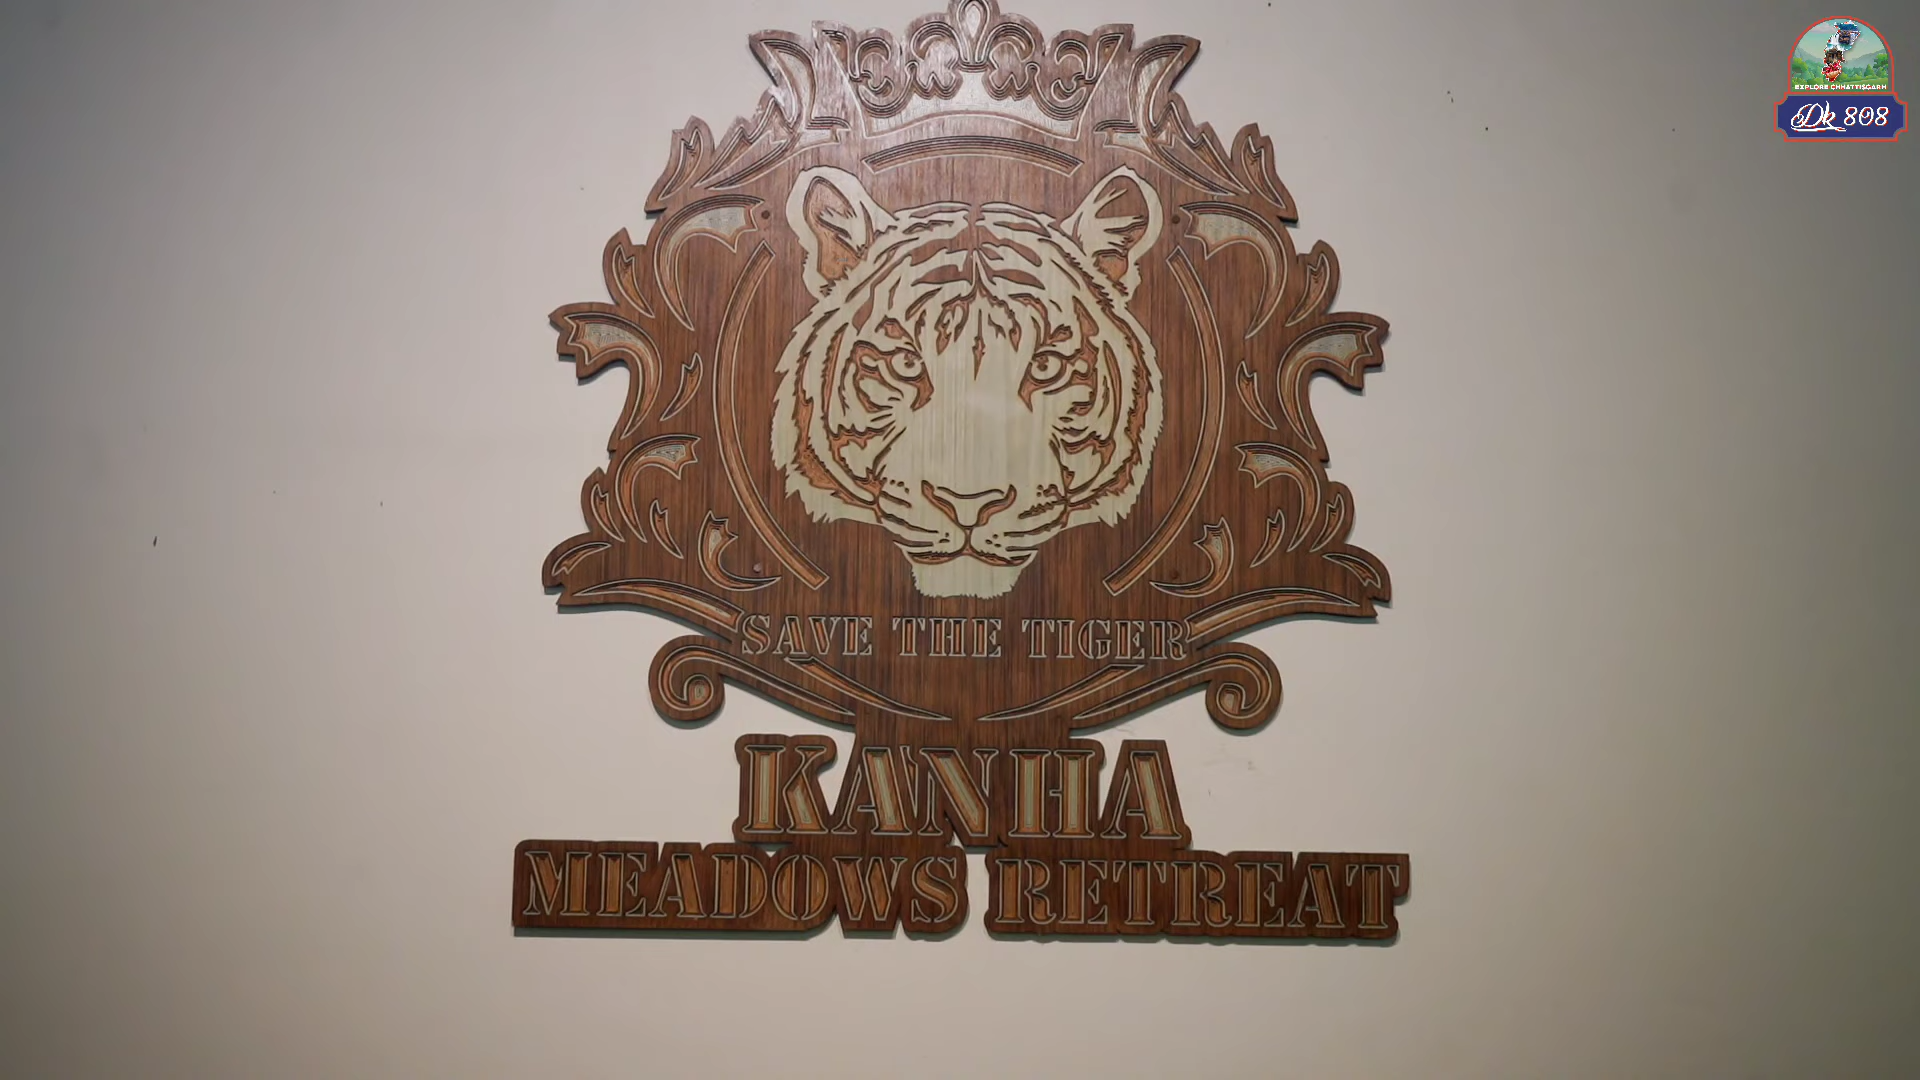 EXPLORE CHHATTISGARH
Dk 808
SAVE THE TIGER
KANHA
MEADOWS RETREAT